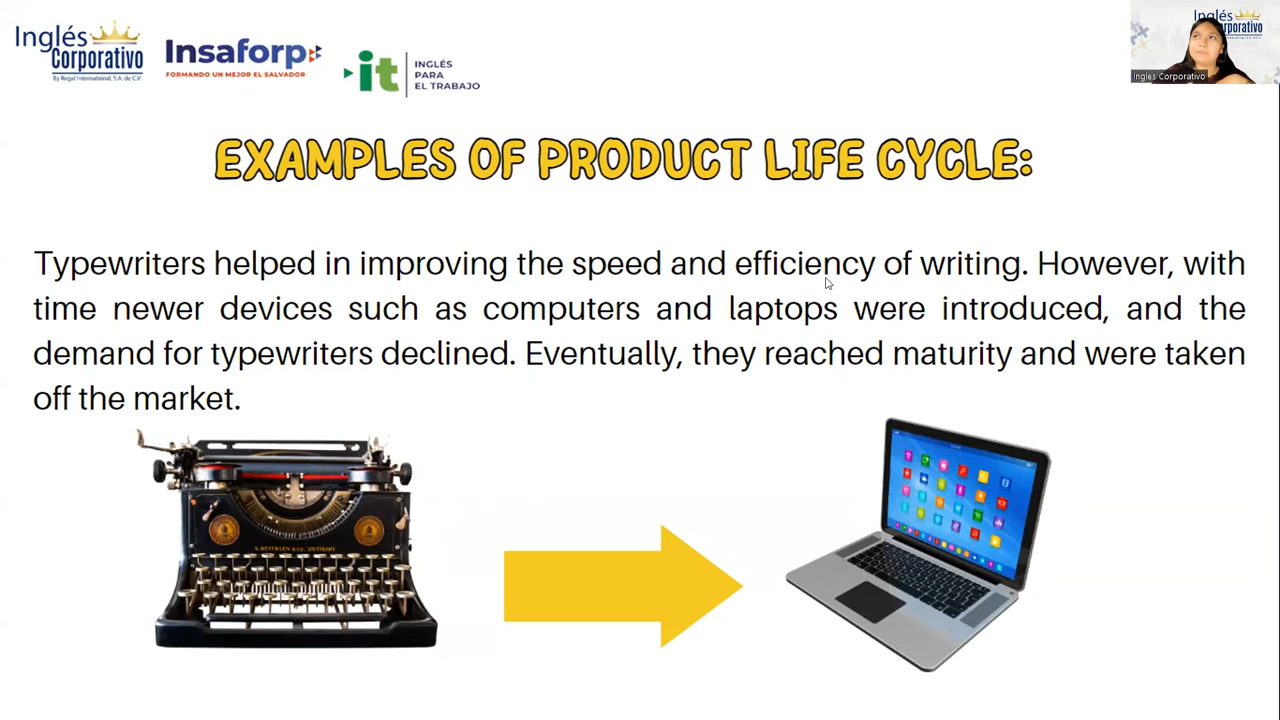 Inglés
Corporativo
By Regal International, S.A. de C.V.
Insaforp
FORMANDO UN MEJOR EL SALVADOR
it
INGLÉS
PARA
EL TRABAJO
Inglés
Corporativo
Ingles Corporativo
EXAMPLES OF PRODUCT LIFE CYCLE:
Typewriters helped in improving the speed and efficiency of writing. However, with
time newer devices such as computers and laptops were introduced, and the
demand for typewriters declined. Eventually, they reached maturity and were taken
off the market.